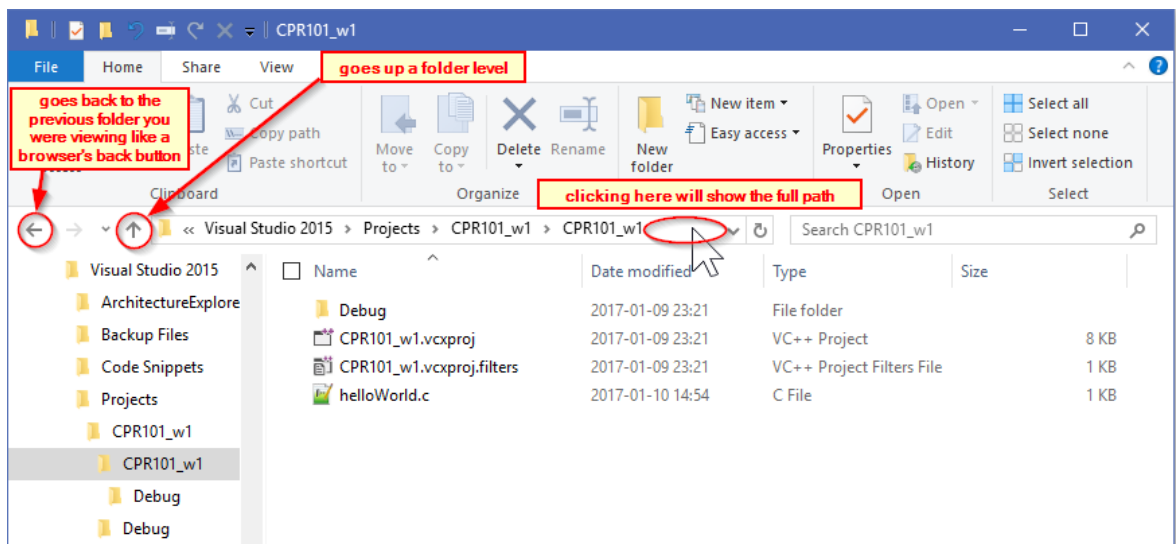 CPR101_w1
File Home Share View
goes up a folder level
goes back to the
previous folder you
were viewing like a
browser's back button
Cut
Copy path
Paste shortcut
Clipboard
Move
to
Copy
to
Delete
Rename
Organize
New
folder
New item
Easy access
Properties
Open
Edit
History
Open
Select all
Select none
Invert selection
Select
clicking here will show the full path
« Visual Studio 2015 > Projects > CPR101_w1 > CPR101_w1
Search CPR101_w1
Visual Studio 2015
ArchitectureExplore
Backup Files
Code Snippets
Projects
CPR101_w1
CPR101_w1
Debug
Debug
Name Date modified Type Size
Debug 2017-01-09 23:21 File folder
CPR101_w1.vcxproj 2017-01-09 23:21 VC++ Project 8 KB
CPR101_w1.vcxproj.filters 2017-01-09 23:21 VC++ Project Filters File 1 KB
helloWorld.c 2017-01-10 14:54 C File 1 KB